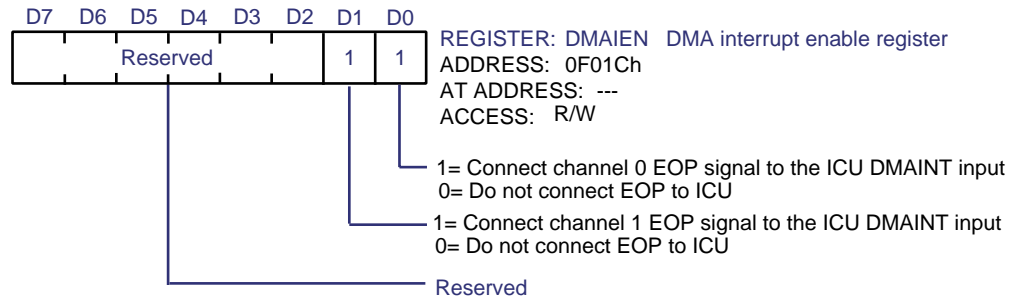 D7 D6 D5 D4 D3 D2 D1 D0
Reserved 1 1
REGISTER: DMAIEN DMA interrupt enable register
ADDRESS: 0F01Ch
AT ADDRESS: ---
ACCESS: R/W
1= Connect channel 0 EOP signal to the ICU DMAINT input
0= Do not connect EOP to ICU
1= Connect channel 1 EOP signal to the ICU DMAINT input
0= Do not connect EOP to ICU
Reserved